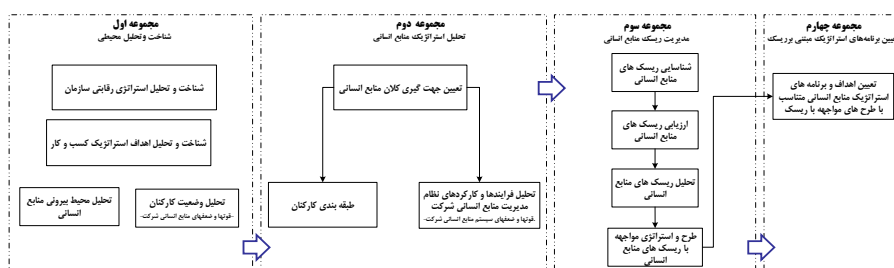 مجموعه اول
شناخت وتحلیل محیطی
شناخت و تحلیل استراتژی رقابتی سازمان
شناخت و تحلیل اهداف استراتژیک کسب و کار
تحلیل وضعیت کارکنان
-قوتها و ضعفهای منابع انسانی شرکت-
تحلیل محیط بیرونی منابع
انسانی
مجموعه دوم
تحلیل استراتژیک منابع انسانی
تعیین جهت گیری کلان منابع انسانی
تحلیل فرایندها و کارکردهای نظام
مدیریت منابع انسانی شرکت
-قوتها و ضعفهای سیستم منابع انسانی شرکت-
طبقه بندی کارکنان
مجموعه سوم
مدیریت ریسک منابع انسانی
شناسایی ریسک های
منابع انسانی
ارزیابی ریسک های
منابع انسانی
تحلیل ریسک های منابع
انسانی
طرح و استراتژی مواجهه
با ریسک های منابع
انسانی
مجموعه چهارم
تعیین برنامه‌های استراتژیک مبتنی برریسک
تعیین اهداف و برنامه های
استراتژیک منابع انسانی متناسب
با طرح های مواجهه با ریسک